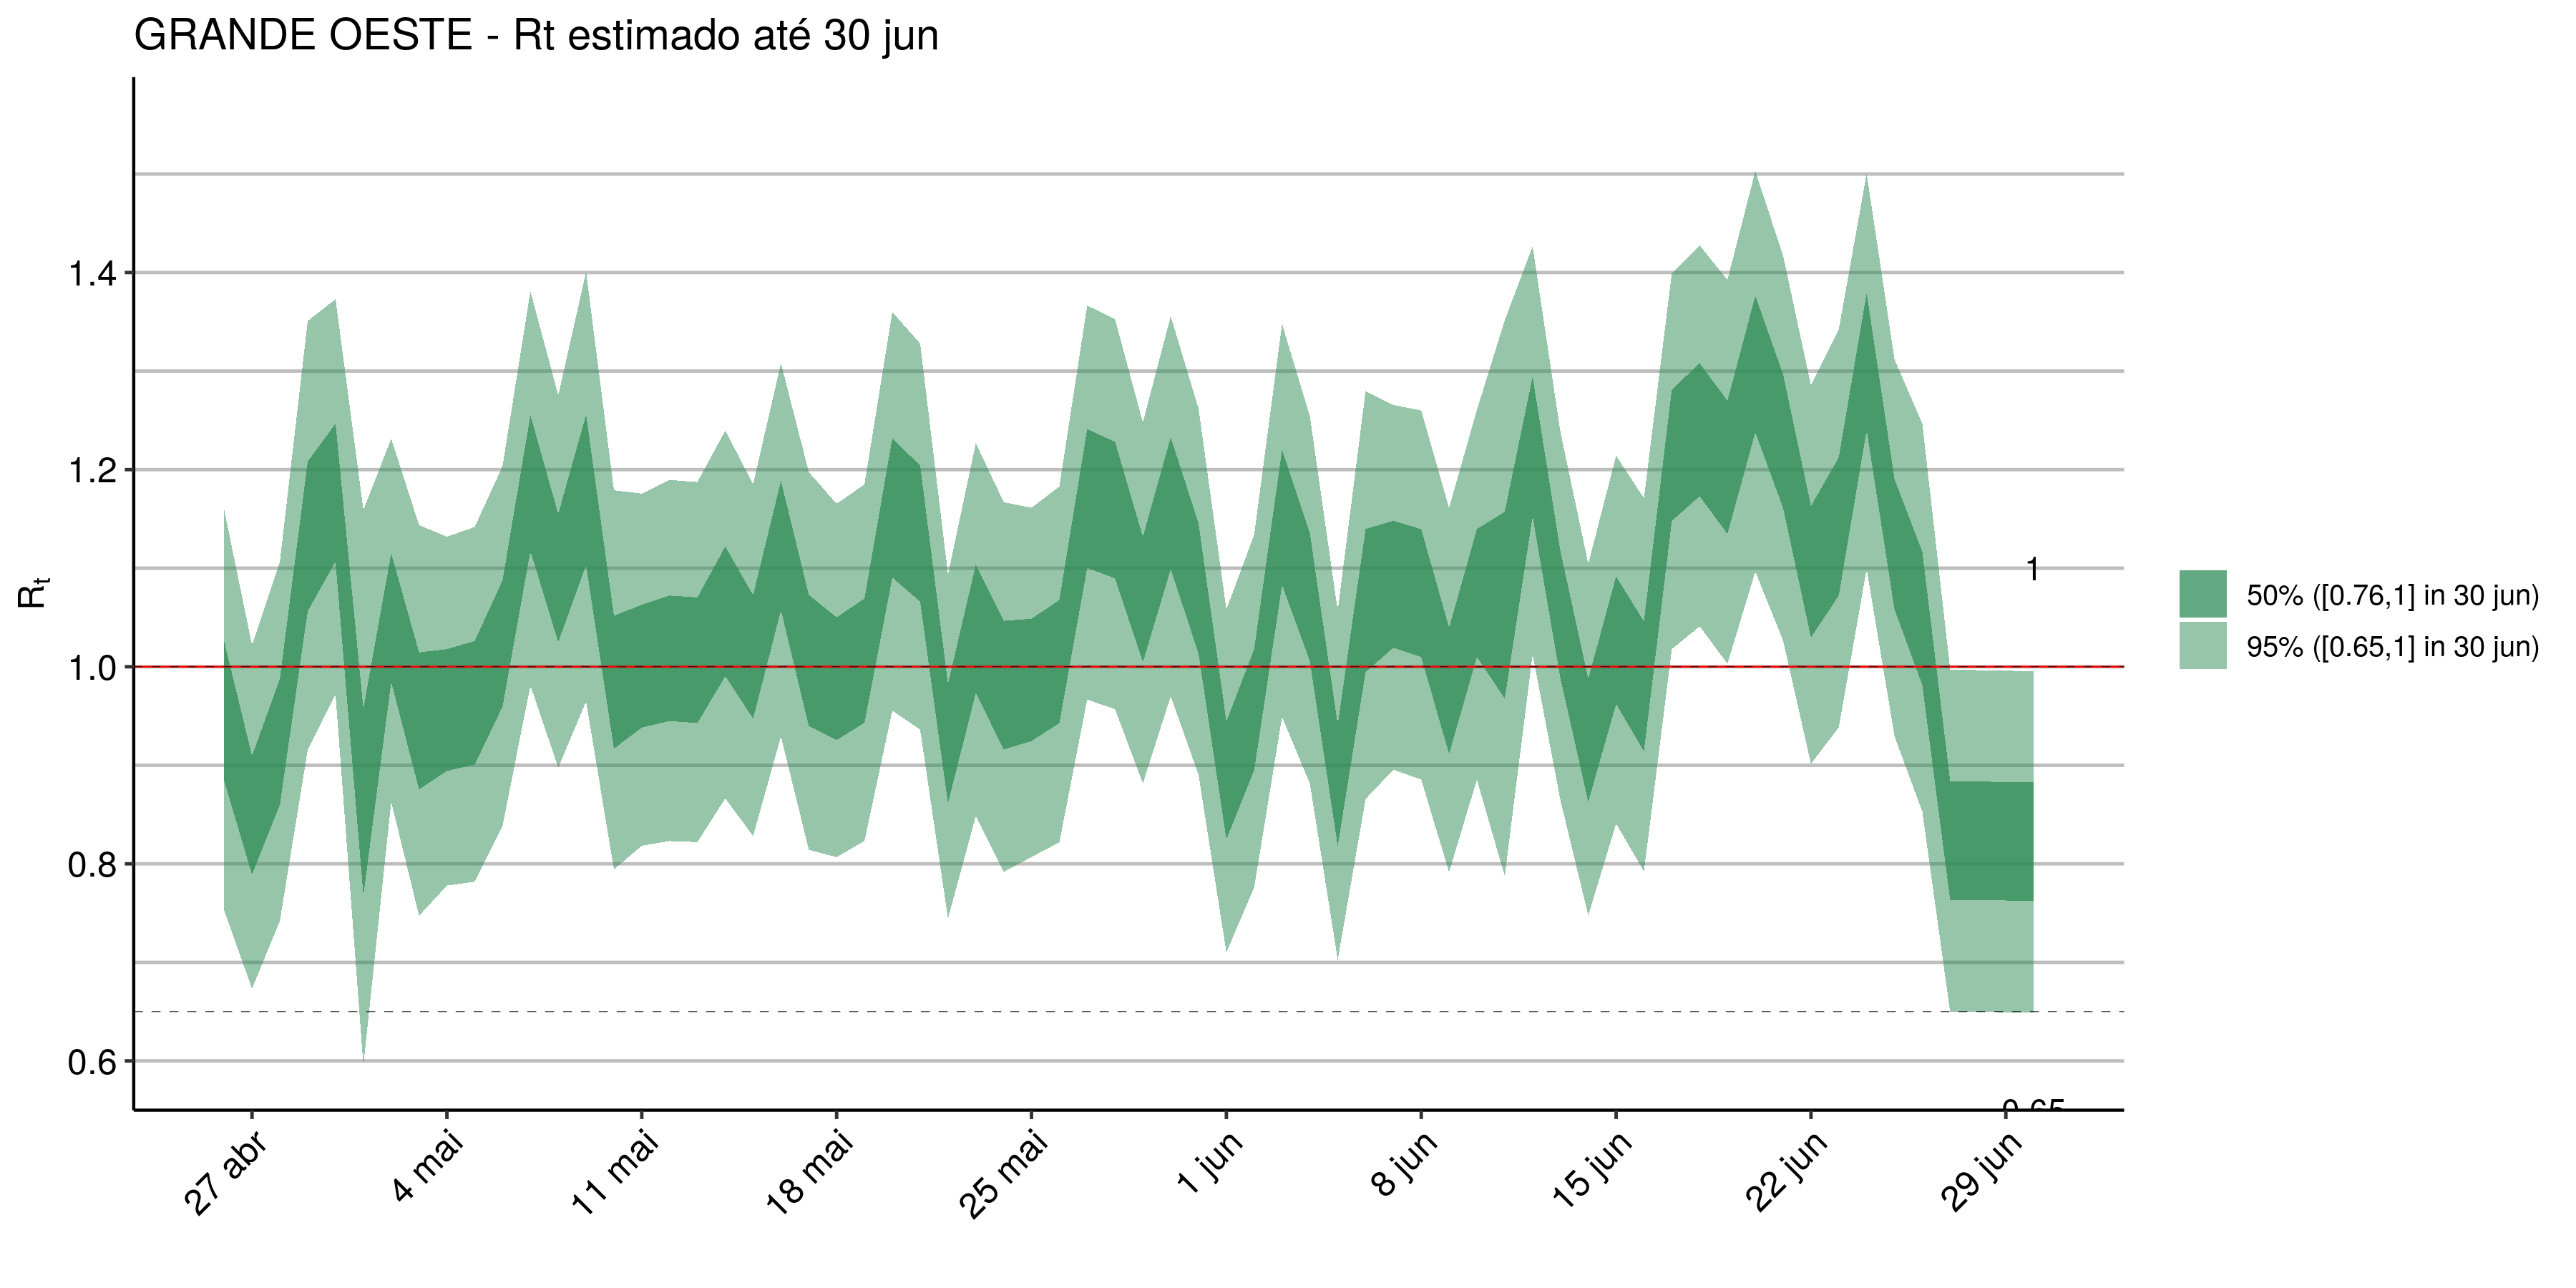 GRANDE OESTE - Rt estimado até 30 jun
Rt
1.4
1.2
1.0
0.8
0.6
1
0.65
27 abr
4 mai
11 mai
18 mai
25 mai
1 jun
8 jun
15 jun
22 jun
29 jun
50% ([0.76,1] in 30 jun)
95% ([0.65,1] in 30 jun)